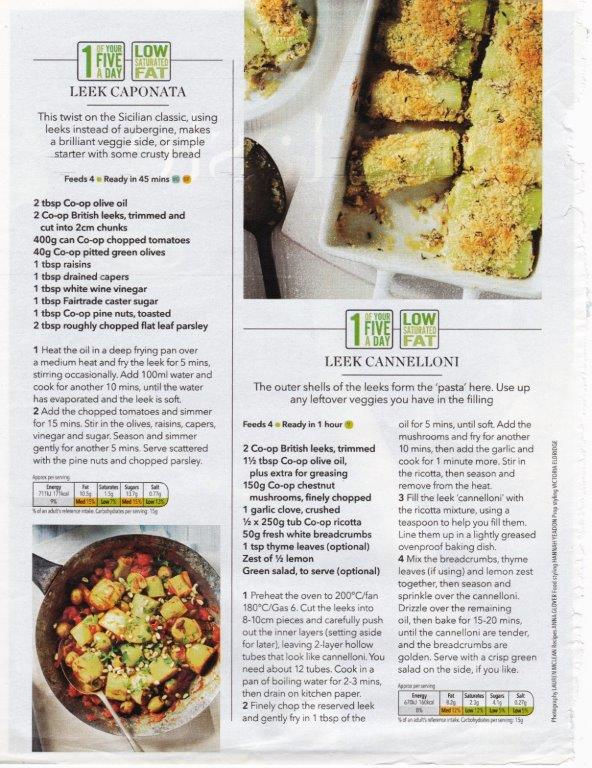 1 OF YOUR FIVE A DAY
LOW SATURATED FAT
LEEK CAPONATA
This twist on the Sicilian classic, using
leeks instead of aubergine, makes
a brilliant veggie side, or simple
starter with some crusty bread
Feeds 4 • Ready in 45 mins
2 tbsp Co-op olive oil
2 Co-op British leeks, trimmed and
cut into 2cm chunks
400g can Co-op chopped tomatoes
40g Co-op pitted green olives
1 tbsp raisins
1 tbsp drained capers
1 tbsp white wine vinegar
1 tbsp Fairtrade caster sugar
1 tbsp Co-op pine nuts, toasted
2 tbsp roughly chopped flat leaf parsley
1 Heat the oil in a deep frying pan over
a medium heat and fry the leek for 5 mins,
stirring occasionally. Add 100ml water and
cook for another 10 mins, until the water
has evaporated and the leek is soft.
2 Add the chopped tomatoes and simmer
for 15 mins. Stir in the olives, raisins, capers,
vinegar and sugar. Season and simmer
gently for another 5 mins. Serve scattered
with the pine nuts and chopped parsley.
Approx per serving
Energy Fat Saturates Sugars Salt
711kJ 171kcal 10.5g 1.5g 13.7g 0.77g
9% Med 15% Low 7% Med 15% Low 13%
% of an adult's reference intake. Carbohydrates per serving: 15g
1 OF YOUR FIVE A DAY
LOW SATURATED FAT
LEEK CANNELLONI
The outer shells of the leeks form the 'pasta' here. Use up
any leftover veggies you have in the filling
Feeds 4 • Ready in 1 hour V
2 Co-op British leeks, trimmed
1½ tbsp Co-op olive oil,
plus extra for greasing
150g Co-op chestnut
mushrooms, finely chopped
1 garlic clove, crushed
½ x 250g tub Co-op ricotta
50g fresh white breadcrumbs
1 tsp thyme leaves (optional)
Zest of ½ lemon
Green salad, to serve (optional)
1 Preheat the oven to 200°C/fan
180°C/Gas 6. Cut the leeks into
8-10cm pieces and carefully push
out the inner layers (setting aside
for later), leaving 2-layer hollow
tubes that look like cannelloni. You
need about 12 tubes. Cook in a
pan of boiling water for 2-3 mins,
then drain on kitchen paper.
2 Finely chop the reserved leek
and gently fry in 1 tbsp of the
oil for 5 mins, until soft. Add the
mushrooms and fry for another
10 mins, then add the garlic and
cook for 1 minute more. Stir in
the ricotta, then season and
remove from the heat.
3 Fill the leek 'cannelloni' with
the ricotta mixture, using a
teaspoon to help you fill them.
Line them up in a lightly greased
ovenproof baking dish.
4 Mix the breadcrumbs, thyme
leaves (if using) and lemon zest
together, then season and
sprinkle over the cannelloni.
Drizzle over the remaining
oil, then bake for 15-20 mins,
until the cannelloni are tender,
and the breadcrumbs are
golden. Serve with a crisp green
salad on the side, if you like.
Approx per serving
Energy Fat Saturates Sugars Salt
670kJ 160kcal 8.2g 2.3g 4.1g 0.27g
8% Med 12% Low 12% Low 5% Low 5%
% of an adult's reference intake. Carbohydrates per serving: 15g
Photography LAUREN MCLEAN Recipes ANNA GLOVER Food styling HANNAH YEADON Prop styling VICTORIA ELDRIDGE